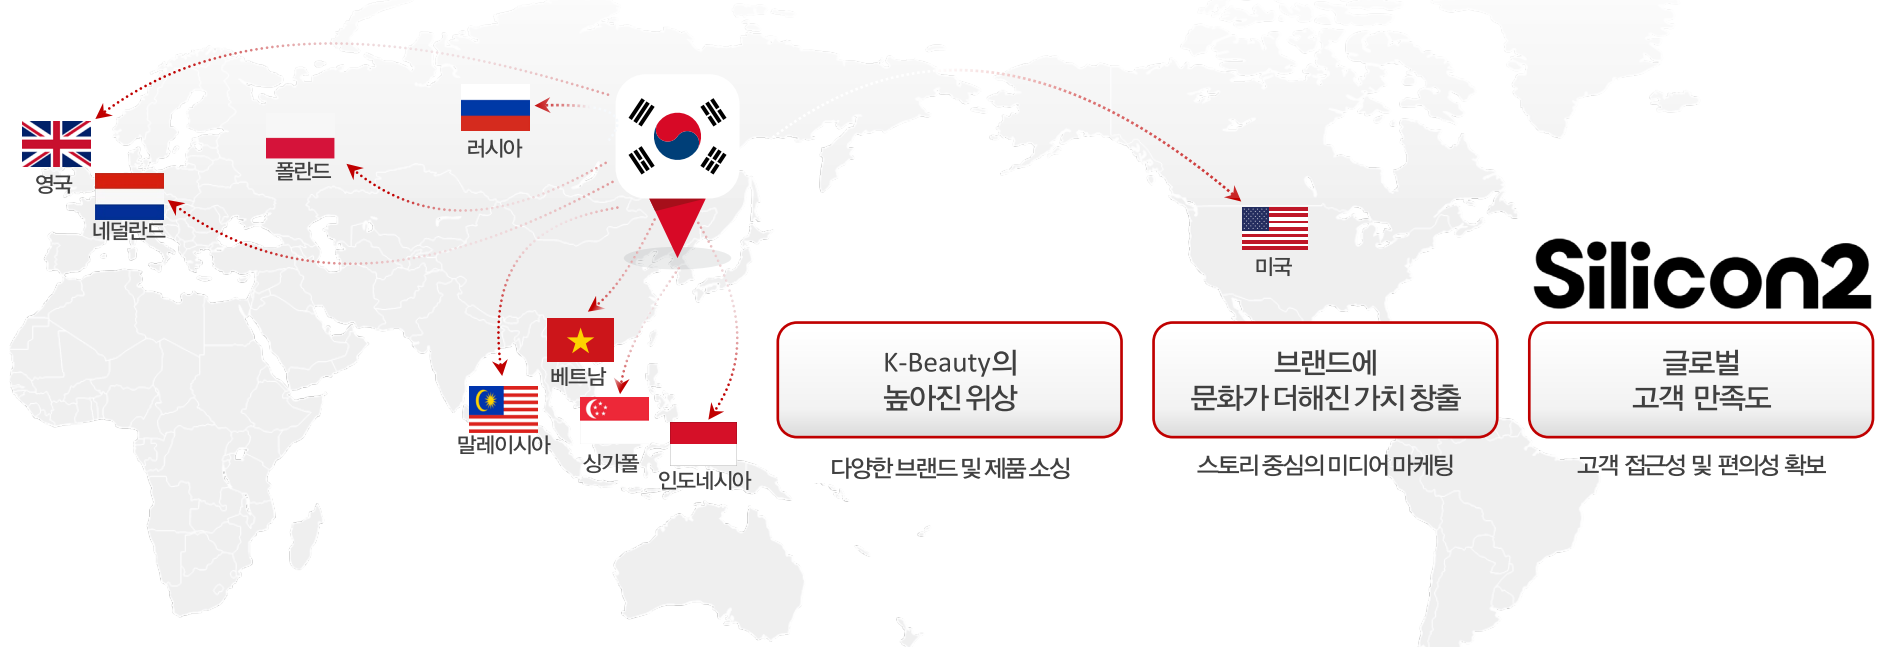 영국
네덜란드
폴란드
러시아
미국
베트남
말레이시아
싱가폴
인도네시아
Silicon2
K-Beauty의
높아진 위상
다양한 브랜드 및 제품 소싱
브랜드에
문화가 더해진 가치 창출
스토리 중심의 미디어 마케팅
글로벌
고객 만족도
고객 접근성 및 편의성 확보